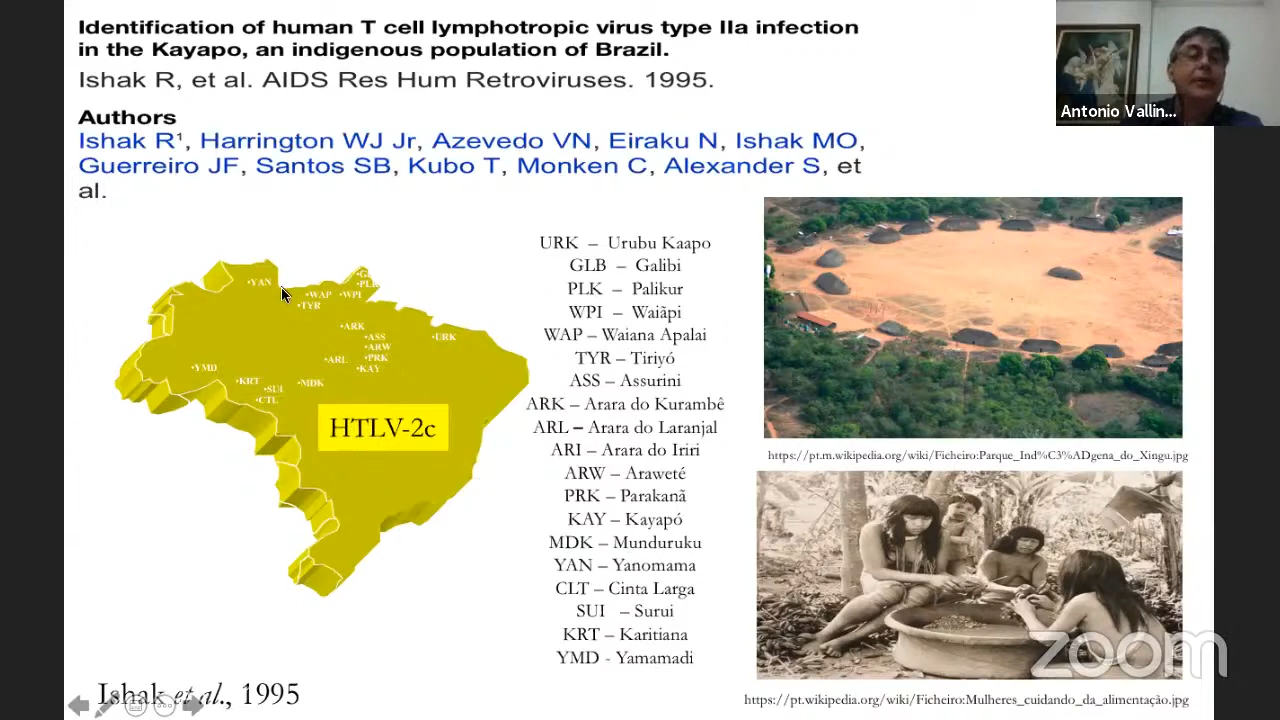 Identification of human T cell lymphotropic virus type IIa infection
in the Kayapo, an indigenous population of Brazil.
Ishak R, et al. AIDS Res Hum Retroviruses. 1995.
Authors
Ishak R¹, Harrington WJ Jr, Azevedo VN, Eiraku N, Ishak MO,
Guerreiro JF, Santos SB, Kubo T, Monken C, Alexander S, et
al.
Antonio Vallin...
•YAN
•PLK
•WAP
•WPI
•TYR
•ARK
•ASS
•URK
•ARW
•ARL
•PRK
•KAY
•YMD
•KRT
•SUI
•MDK
•CTL
HTLV-2c
URK – Urubu Kaapo
GLB – Galibi
PLK – Palikur
WPI – Waiãpi
WAP – Waiana Apalai
TYR – Tiriyó
ASS – Assurini
ARK – Arara do Kurambê
ARL – Arara do Laranjal
ARI – Arara do Iriri
ARW – Araweté
PRK – Parakanã
KAY – Kayapó
MDK – Munduruku
YAN – Yanomama
CLT – Cinta Larga
SUI – Surui
KRT – Karitiana
YMD - Yamamadi
https://pt.m.wikipedia.org/wiki/Ficheiro:Parque_Ind%C3%ADgena_do_Xingu.jpg
zoom
https://pt.wikipedia.org/wiki/Ficheiro:Mulheres_cuidando_da_alimentação.jpg
Ishak et al., 1995